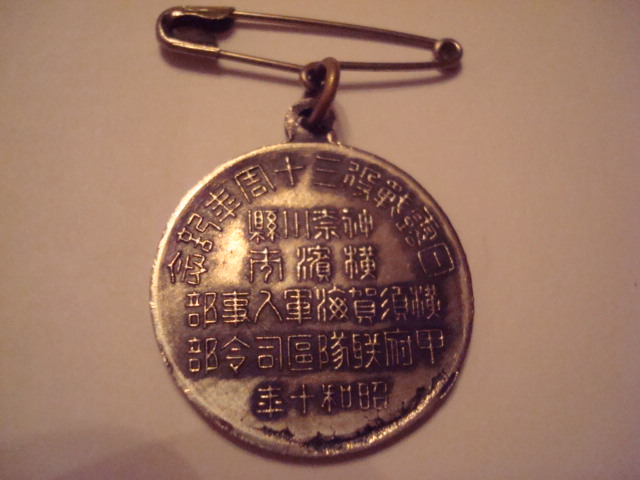 日露戰役三十周年記念
神奈川縣
横濱市
横須賀海軍人事部
甲府聯隊區司令部
昭和十年